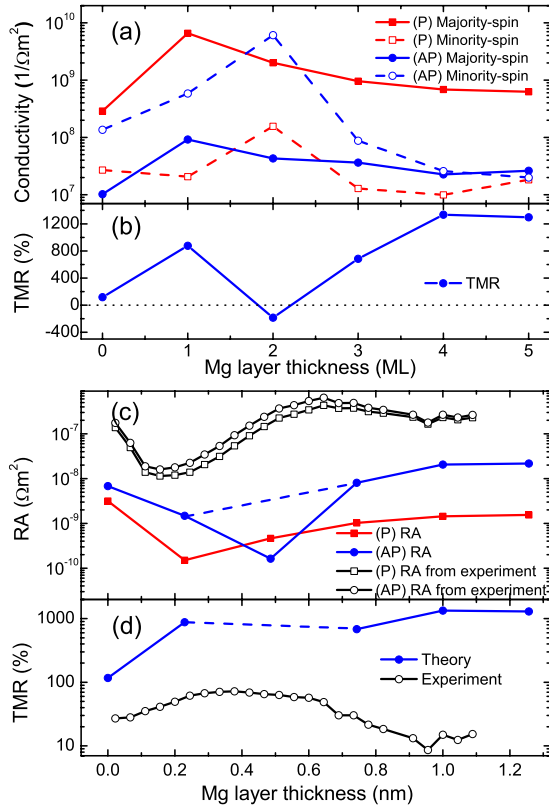 (a)
(P) Majority-spin
(P) Minority-spin
(AP) Majority-spin
(AP) Minority-spin
Conductivity (1/Ωm²)
10¹⁰
10⁹
10⁸
10⁷
(b)
TMR
TMR (%)
1200
800
400
0
-400
0 1 2 3 4 5
Mg layer thickness (ML)
(c)
(P) RA
(AP) RA
(P) RA from experiment
(AP) RA from experiment
RA (Ωm²)
10⁻⁷
10⁻⁸
10⁻⁹
10⁻¹⁰
(d)
Theory
Experiment
TMR (%)
1000
100
10
0.0 0.2 0.4 0.6 0.8 1.0 1.2
Mg layer thickness (nm)